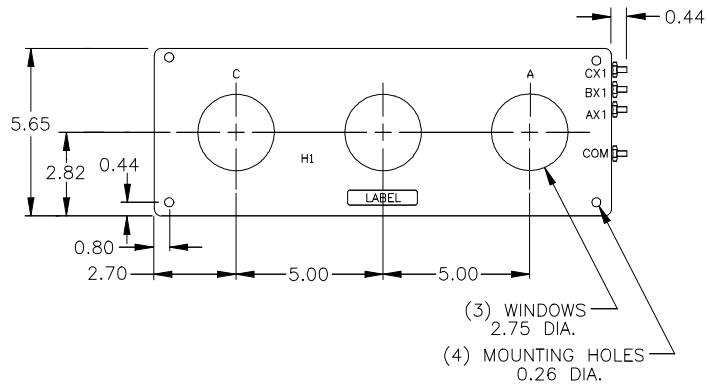 0.44
C
A
CX1
BX1
AX1
COM
5.65
2.82
0.44
H1
LABEL
0.80
2.70
5.00
5.00
(3) WINDOWS
2.75 DIA.
(4) MOUNTING HOLES
0.26 DIA.